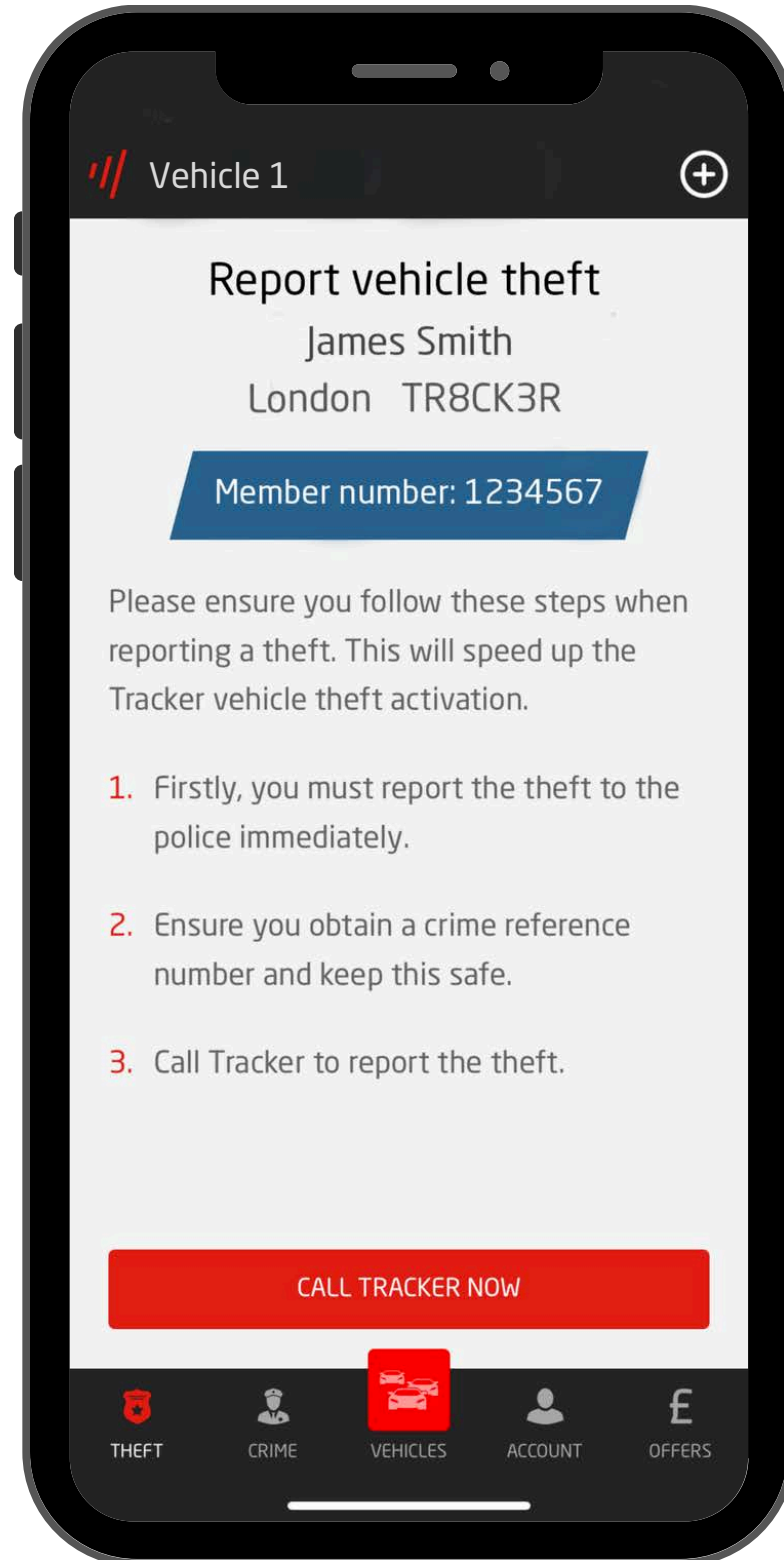 Vehicle 1
Report vehicle theft
James Smith
London TR8CK3R
Member number: 1234567
Please ensure you follow these steps when
reporting a theft. This will speed up the
Tracker vehicle theft activation.
1. Firstly, you must report the theft to the
police immediately.
2. Ensure you obtain a crime reference
number and keep this safe.
3. Call Tracker to report the theft.
CALL TRACKER NOW
£
THEFT CRIME VEHICLES ACCOUNT OFFERS